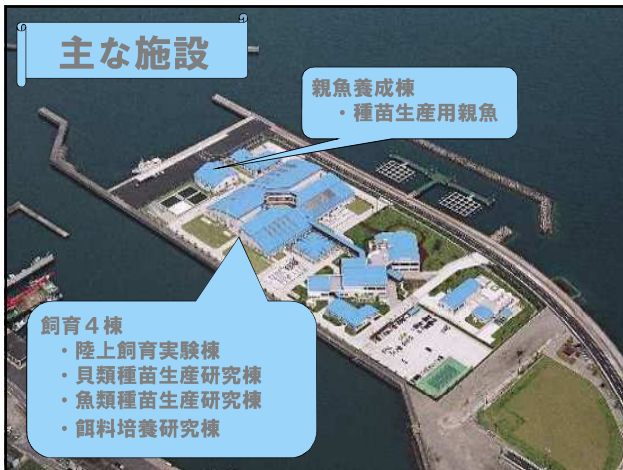 主な施設
親魚養成棟
・種苗生産用親魚
飼育４棟
・陸上飼育実験棟
・貝類種苗生産研究棟
・魚類種苗生産研究棟
・餌料培養研究棟